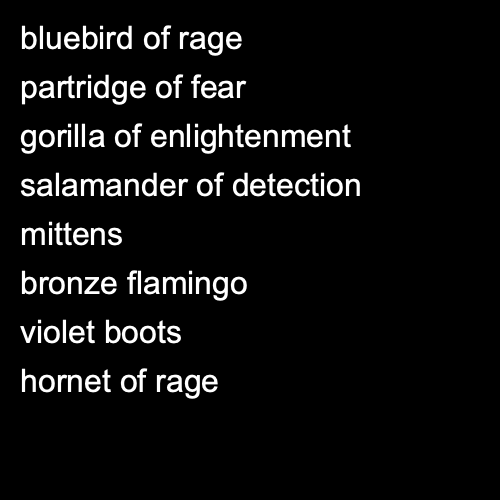 bluebird of rage
partridge of fear
gorilla of enlightenment
salamander of detection
mittens
bronze flamingo
violet boots
hornet of rage